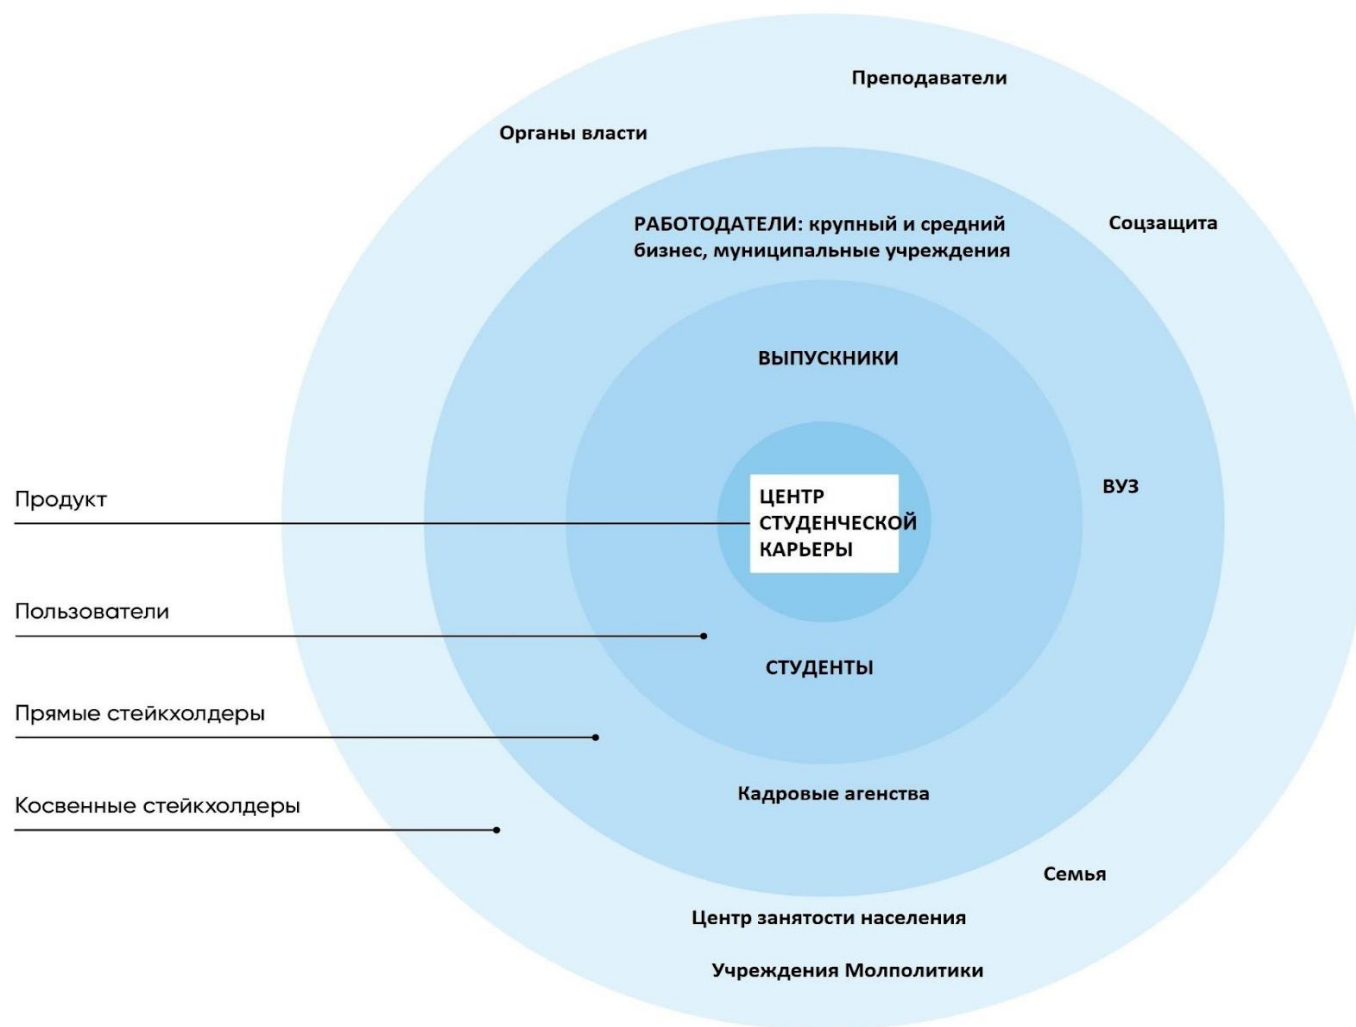 Преподаватели
Органы власти
РАБОТОДАТЕЛИ: крупный и средний
бизнес, муниципальные учреждения
Соцзащита
ВЫПУСКНИКИ
Продукт
ЦЕНТР
СТУДЕНЧЕСКОЙ
КАРЬЕРЫ
ВУЗ
Пользователи
СТУДЕНТЫ
Прямые стейкхолдеры
Кадровые агенства
Косвенные стейкхолдеры
Семья
Центр занятости населения
Учреждения Молполитики